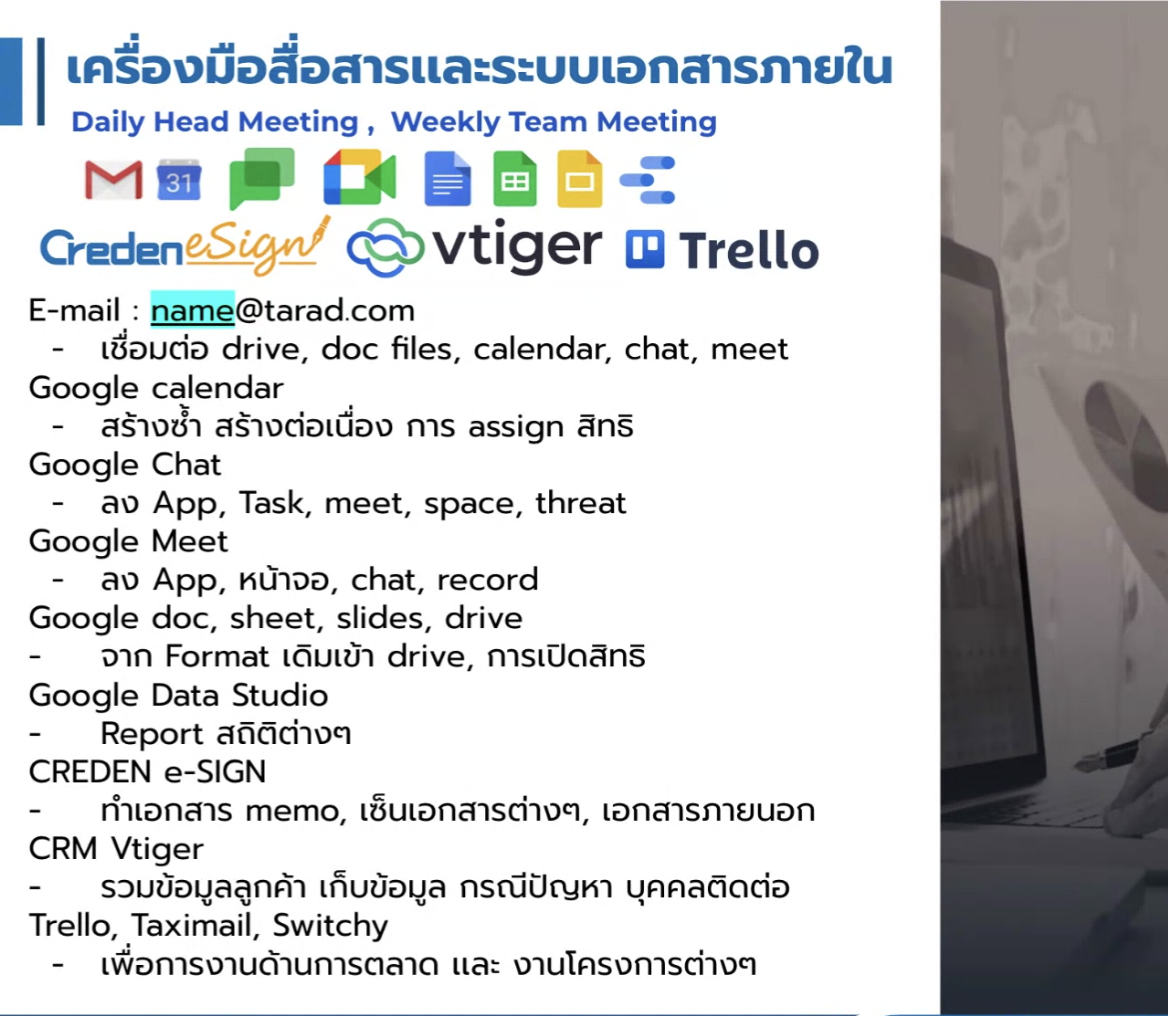 เครื่องมือสื่อสารและระบบเอกสารภายใน
Daily Head Meeting , Weekly Team Meeting
31
Creden eSign vtiger Trello
E-mail : name@tarad.com
- เชื่อมต่อ drive, doc files, calendar, chat, meet
Google calendar
- สร้างซ้ำ สร้างต่อเนื่อง การ assign สิทธิ
Google Chat
- ลง App, Task, meet, space, threat
Google Meet
- ลง App, หน้าจอ, chat, record
Google doc, sheet, slides, drive
- จาก Format เดิมเข้า drive, การเปิดสิทธิ
Google Data Studio
- Report สถิติต่างๆ
CREDEN e-SIGN
- ทำเอกสาร memo, เซ็นเอกสารต่างๆ, เอกสารภายนอก
CRM Vtiger
- รวมข้อมูลลูกค้า เก็บข้อมูล กรณีปัญหา บุคคลติดต่อ
Trello, Taximail, Switchy
- เพื่อการงานด้านการตลาด และ งานโครงการต่างๆ